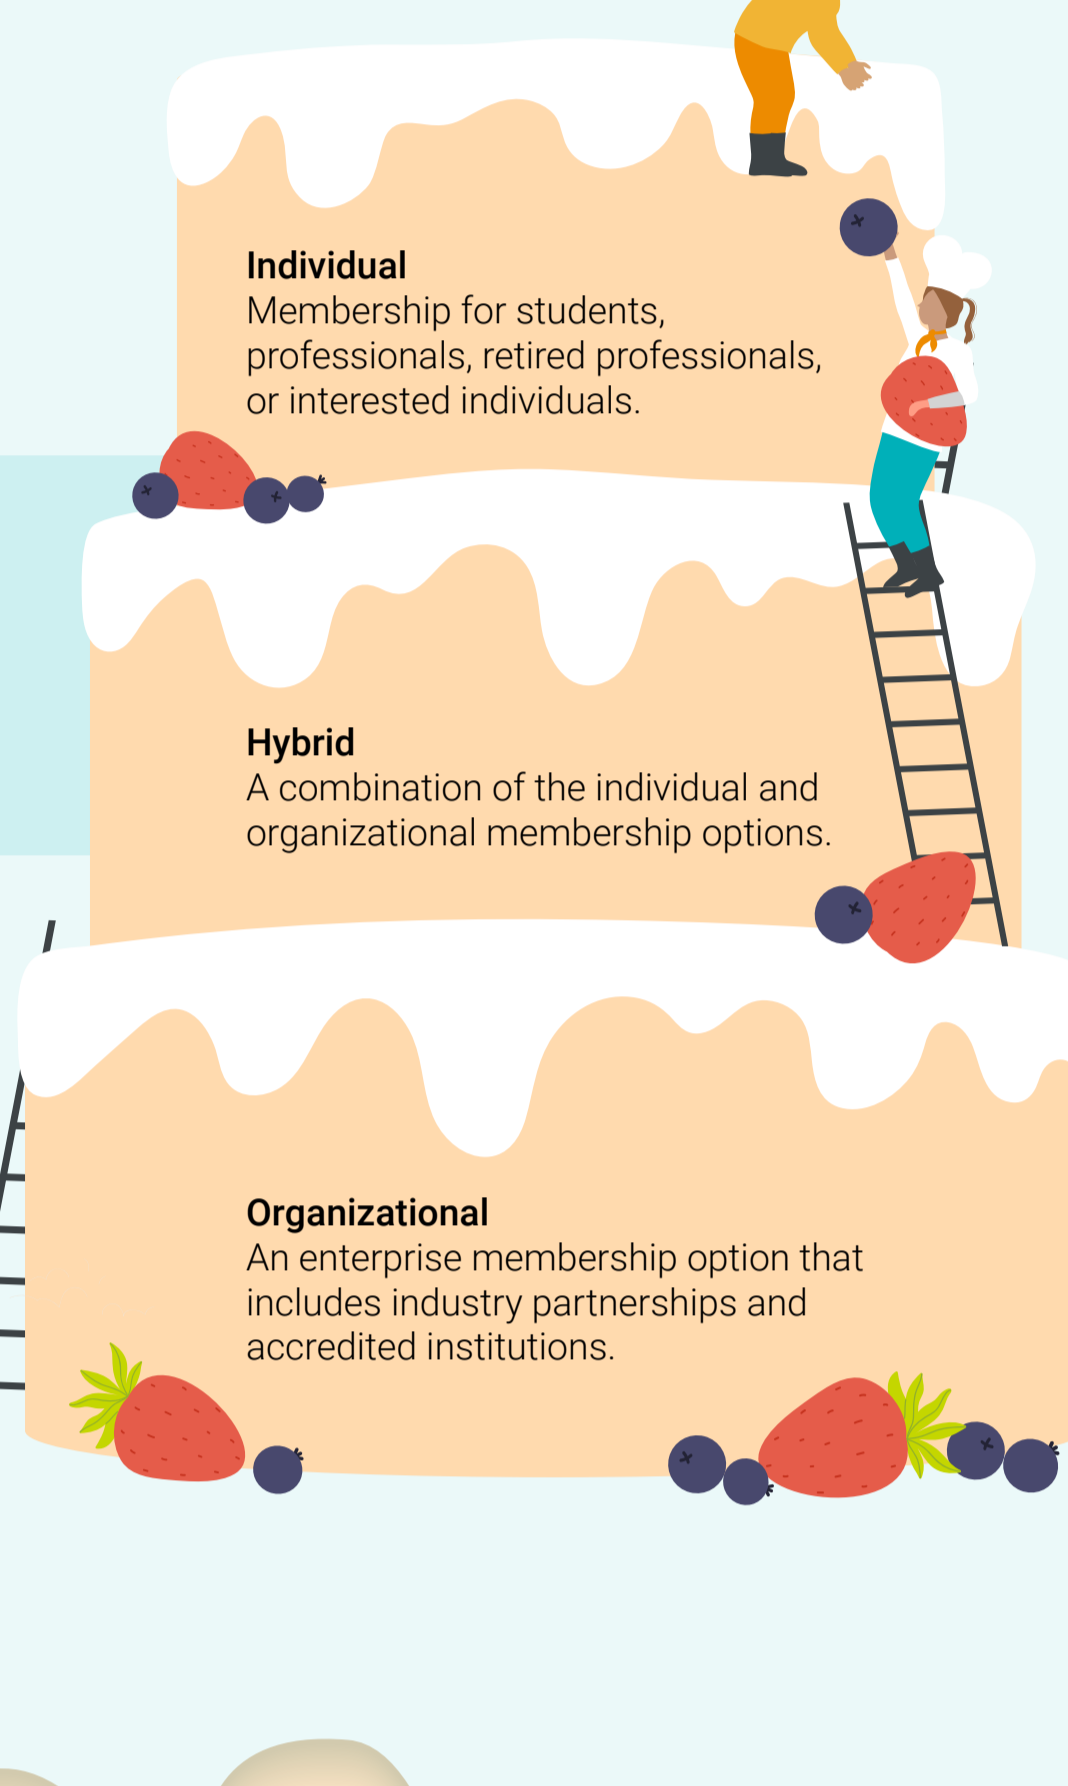 Individual
Membership for students,
professionals, retired professionals,
or interested individuals.
Hybrid
A combination of the individual and
organizational membership options.
Organizational
An enterprise membership option that
includes industry partnerships and
accredited institutions.